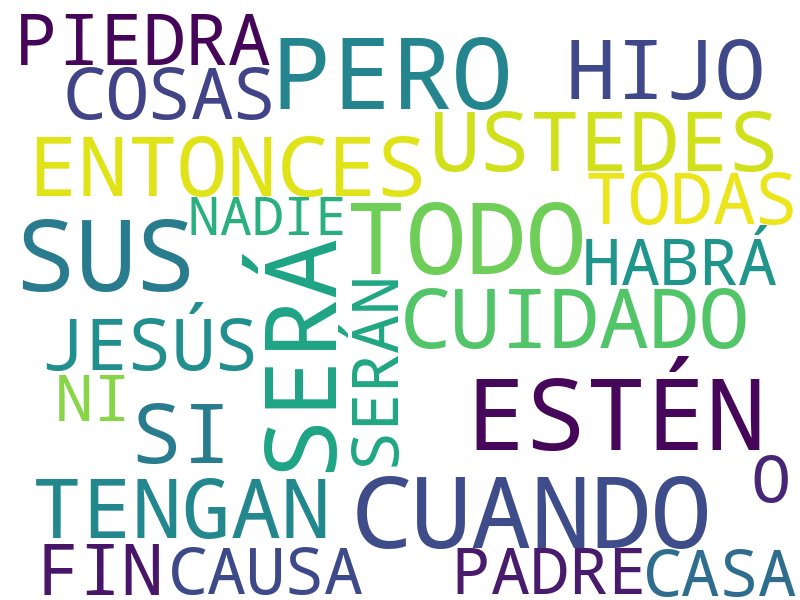 PIEDRA
PERO
HIJO
COSAS
USTEDES
ENTONCES
TODAS
NADIE
TODO
SUS
HABRÁ
SERÁ
SERÁN
CUIDADO
JESÚS
NI
ESTÉN
SI
O
TENGAN
CUANDO
FIN
CAUSA
PADRE
CASA